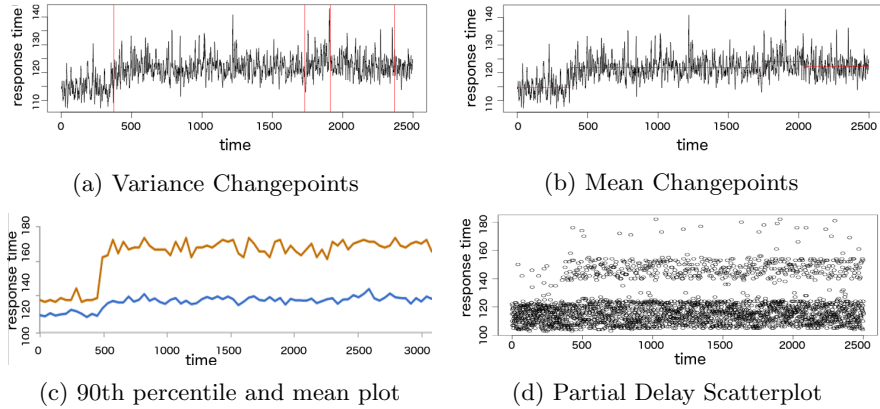 response time
110 120 130 140
0 500 1000 1500 2000 2500
time
(a) Variance Changepoints
response time
110 120 130 140
0 500 1000 1500 2000 2500
time
(b) Mean Changepoints
response time
100 120 140 160 180
0 500 1000 1500 2000 2500 3000
time
(c) 90th percentile and mean plot
response time
100 120 140 160 180
0 500 1000 1500 2000 2500
time
(d) Partial Delay Scatterplot